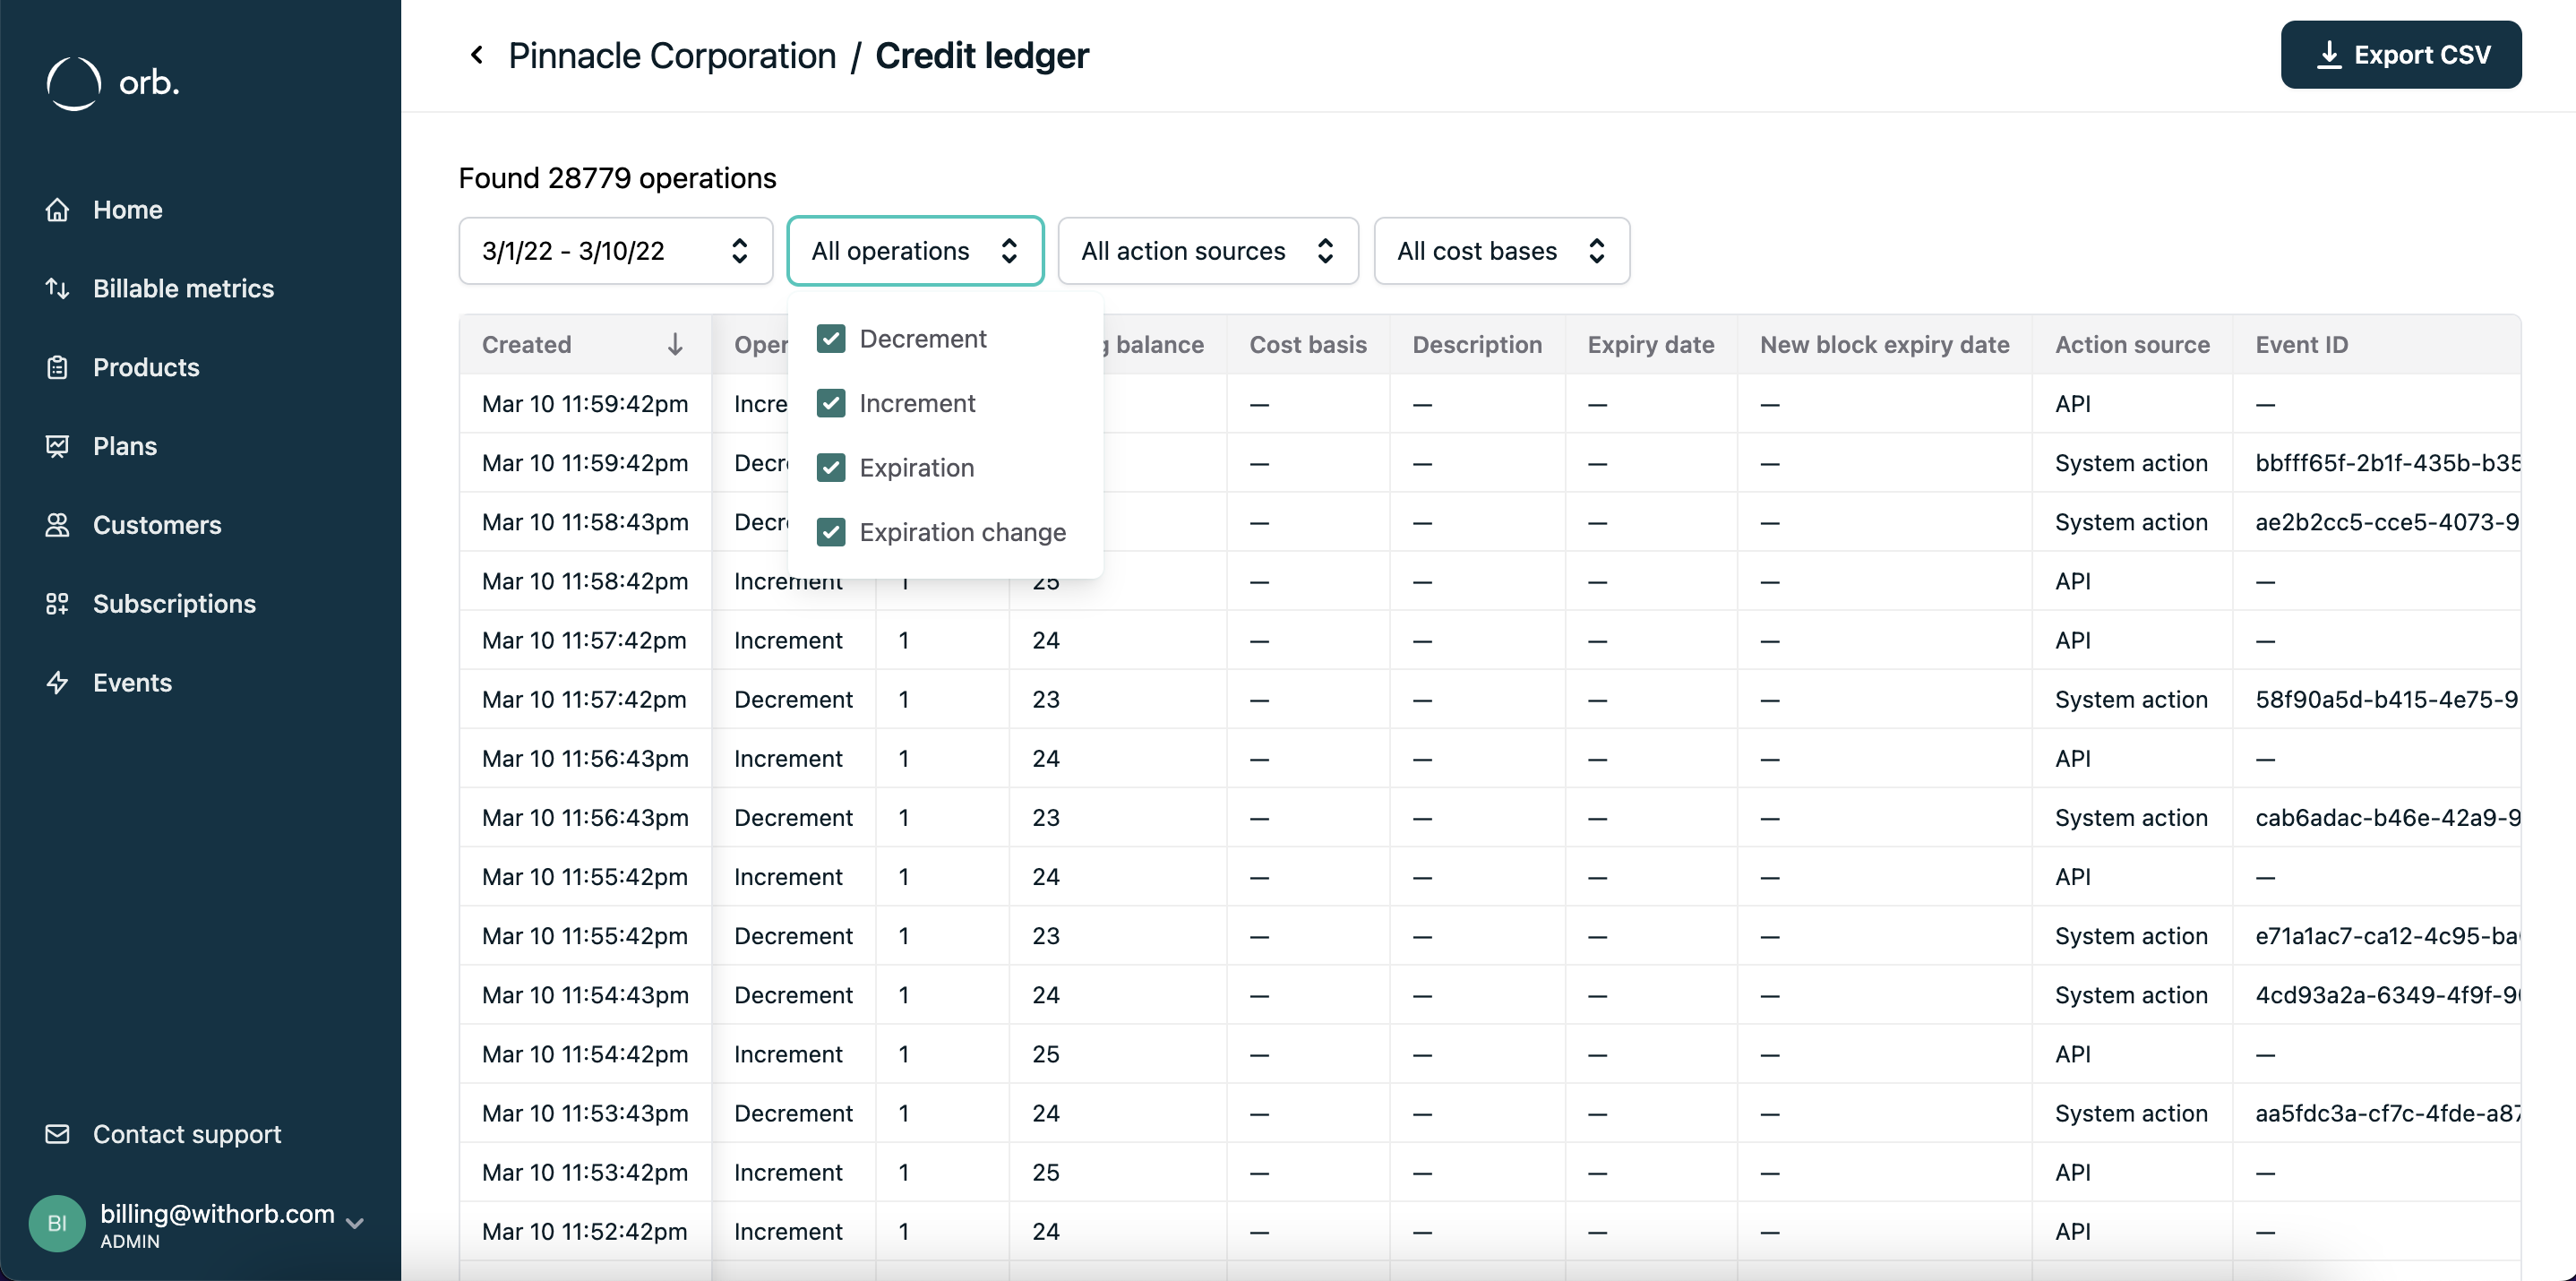 orb.
Home
Billable metrics
Products
Plans
Customers
Subscriptions
Events
Contact support
BI
billing@withorb.com
ADMIN
Pinnacle Corporation / Credit ledger
Export CSV
Found 28779 operations
3/1/22 - 3/10/22 All operations All action sources All cost bases
Decrement
Increment
Expiration
Expiration change
Created balance Cost basis Description Expiry date New block expiry date Action source Event ID
Mar 10 11:59:42pm Incre — — — — API —
Mar 10 11:59:42pm Decr — — — — System action bbfff65f-2b1f-435b-b35
Mar 10 11:58:43pm Decr — — — — System action ae2b2cc5-cce5-4073-9
Mar 10 11:58:42pm Increment 1 25 — — — — API —
Mar 10 11:57:42pm Increment 1 24 — — — — API —
Mar 10 11:57:42pm Decrement 1 23 — — — — System action 58f90a5d-b415-4e75-9
Mar 10 11:56:43pm Increment 1 24 — — — — API —
Mar 10 11:56:43pm Decrement 1 23 — — — — System action cab6adac-b46e-42a9-9
Mar 10 11:55:42pm Increment 1 24 — — — — API —
Mar 10 11:55:42pm Decrement 1 23 — — — — System action e71a1ac7-ca12-4c95-ba
Mar 10 11:54:43pm Decrement 1 24 — — — — System action 4cd93a2a-6349-4f9f-9
Mar 10 11:54:42pm Increment 1 25 — — — — API —
Mar 10 11:53:43pm Decrement 1 24 — — — — System action aa5fdc3a-cf7c-4fde-a87
Mar 10 11:53:42pm Increment 1 25 — — — — API —
Mar 10 11:52:42pm Increment 1 24 — — — — API —